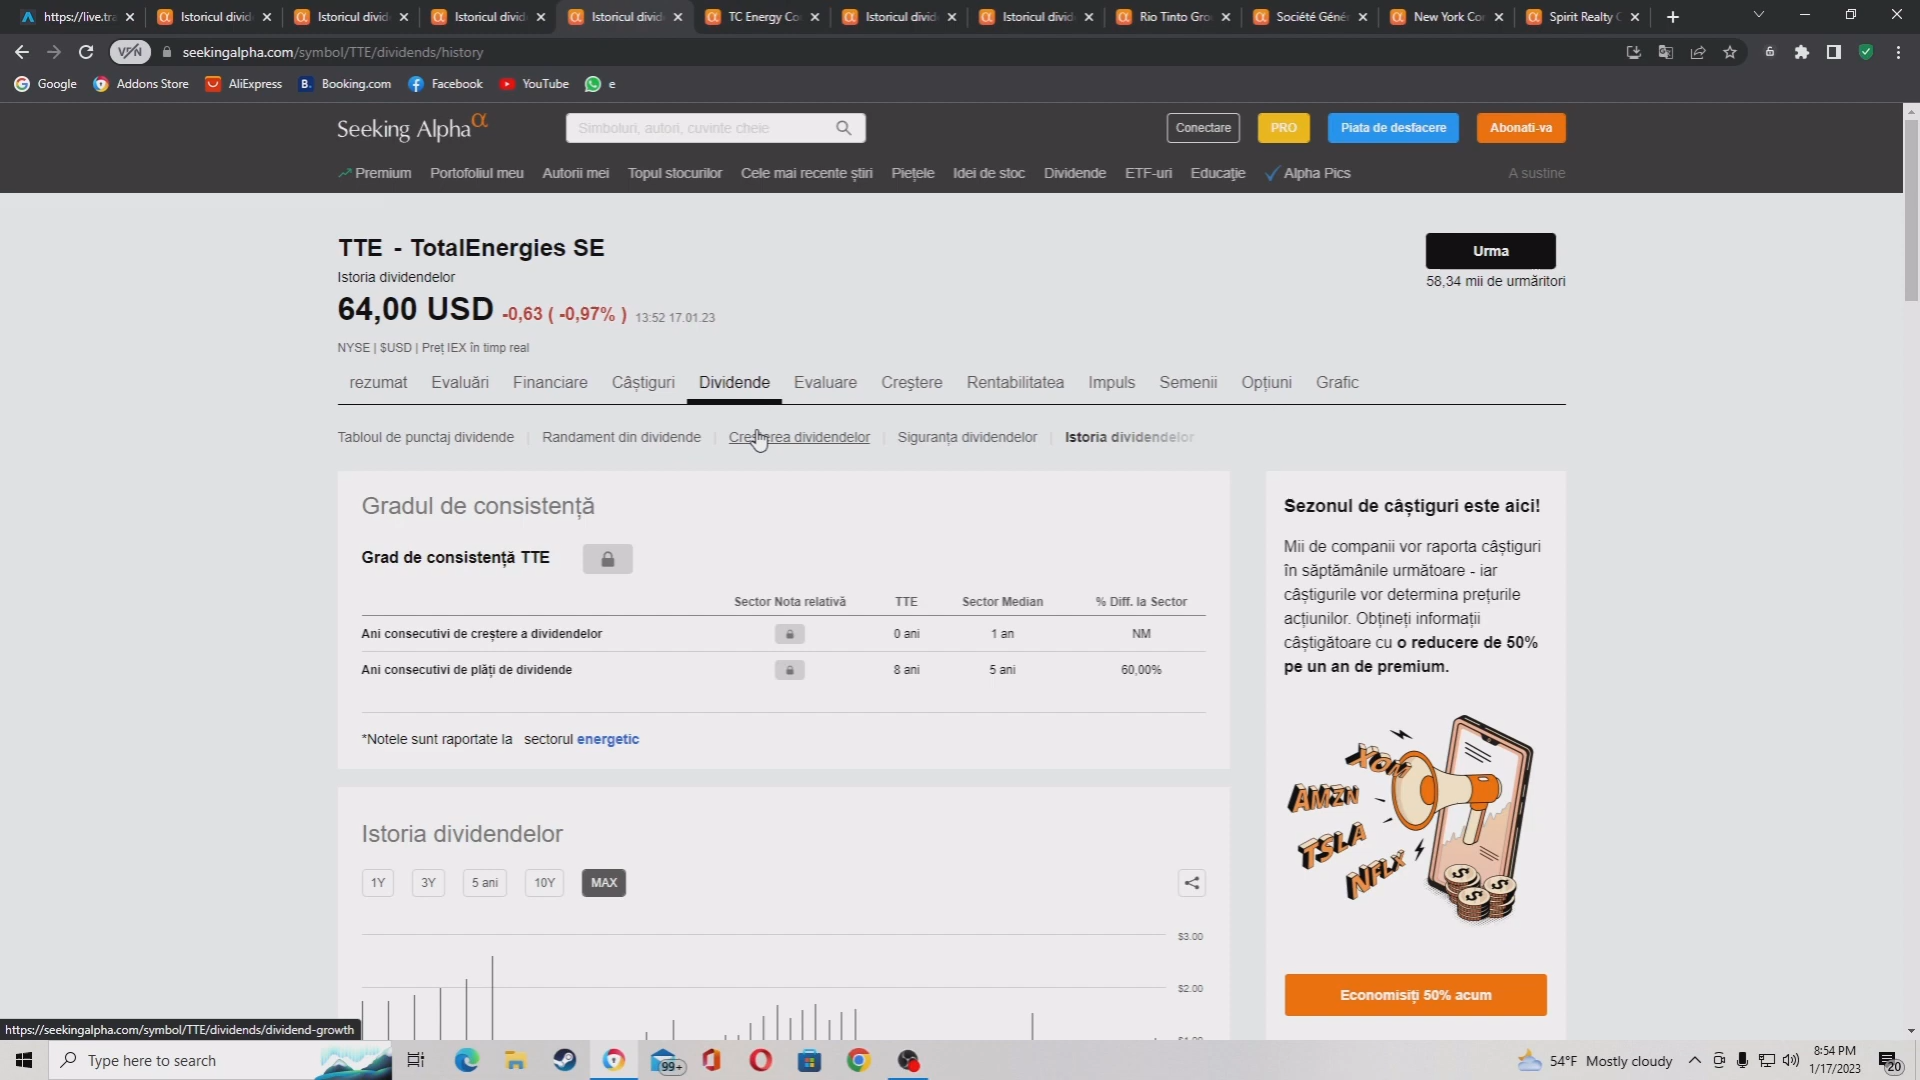 https://live.tra
Istoricul divid
Istoricul divid
Istoricul divid
Istoricul divid
TC Energy Co
Istoricul divid
Istoricul divid
Rio Tinto Gro
Société Géné
New York Co
Spirit Realty
VPN
seekingalpha.com/symbol/TTE/dividends/history
Google
Addons Store
AliExpress
B.
Booking.com
Facebook
YouTube
e
Seeking Alpha α
Simboluri, autori, cuvinte cheie
Conectare
PRO
Piata de desfacere
Abonati-va
Premium Portofoliul meu Autorii mei Topul stocurilor Cele mai recente știri Piețele Idei de stoc Dividende ETF-uri Educaţie Alpha Pics A sustine
TTE - TotalEnergies SE
Urma
Istoria dividendelor
58,34 mii de urmăritori
64,00 USD -0,63 ( -0,97% ) 13:52 17.01.23
NYSE | $USD | Preț IEX în timp real
rezumat Evaluări Financiare Câștiguri Dividende Evaluare Creștere Rentabilitatea Impuls Semenii Opțiuni Grafic
Tabloul de punctaj dividende Randament din dividende Creșterea dividendelor Siguranța dividendelor Istoria dividendelor
Gradul de consistență
Grad de consistență TTE
Sector Nota relativă TTE Sector Median % Diff. la Sector
Ani consecutivi de creștere a dividendelor 0 ani 1 an NM
Ani consecutivi de plăți de dividende 8 ani 5 ani 60,00%
*Notele sunt raportate la sectorul energetic
Istoria dividendelor
1Y 3Y 5 ani 10Y MAX
$3.00
$2.00
Sezonul de câștiguri este aici!
Mii de companii vor raporta câștiguri
în săptămânile următoare - iar
câștigurile vor determina prețurile
acțiunilor. Obțineți informații
câștigătoare cu o reducere de 50%
pe un an de premium.
XOM
AMZN
TSLA
NFLX
Economisiți 50% acum
https://seekingalpha.com/symbol/TTE/dividends/dividend-growth
Type here to search
99+
54°F Mostly cloudy
8:54 PM
1/17/2023
20